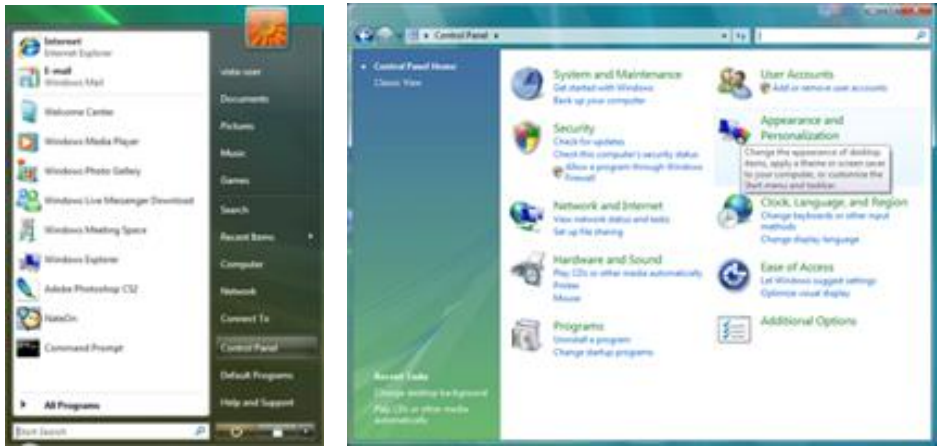 Internet
Internet Explorer
E-mail
Windows Mail
Welcome Center
Windows Media Player
Windows Photo Gallery
Windows Live Messenger Download
Windows Meeting Space
Windows Explorer
Adobe Photoshop CS2
NateOn
Command Prompt
All Programs
Start Search
vista-user
Documents
Pictures
Music
Games
Search
Recent Items
Computer
Network
Connect To
Control Panel
Default Programs
Help and Support
Control Panel
Control Panel Home
Classic View
System and Maintenance
Get started with Windows
Back up your computer
Security
Check for updates
Check this computer's security status
Allow a program through Windows
Firewall
Network and Internet
View network status and tasks
Set up file sharing
Hardware and Sound
Play CDs or other media automatically
Printer
Mouse
Programs
Uninstall a program
Change startup programs
User Accounts
Add or remove user accounts
Appearance and
Personalization
Change the appearance of desktop
items, apply a theme or screen saver
to your computer, or customize the
Start menu and taskbar.
Clock, Language, and Region
Change keyboards or other input
methods
Change display language
Ease of Access
Let Windows suggest settings
Optimize visual display
Additional Options
Recent Tasks
Change desktop background
Play CDs or other media
automatically